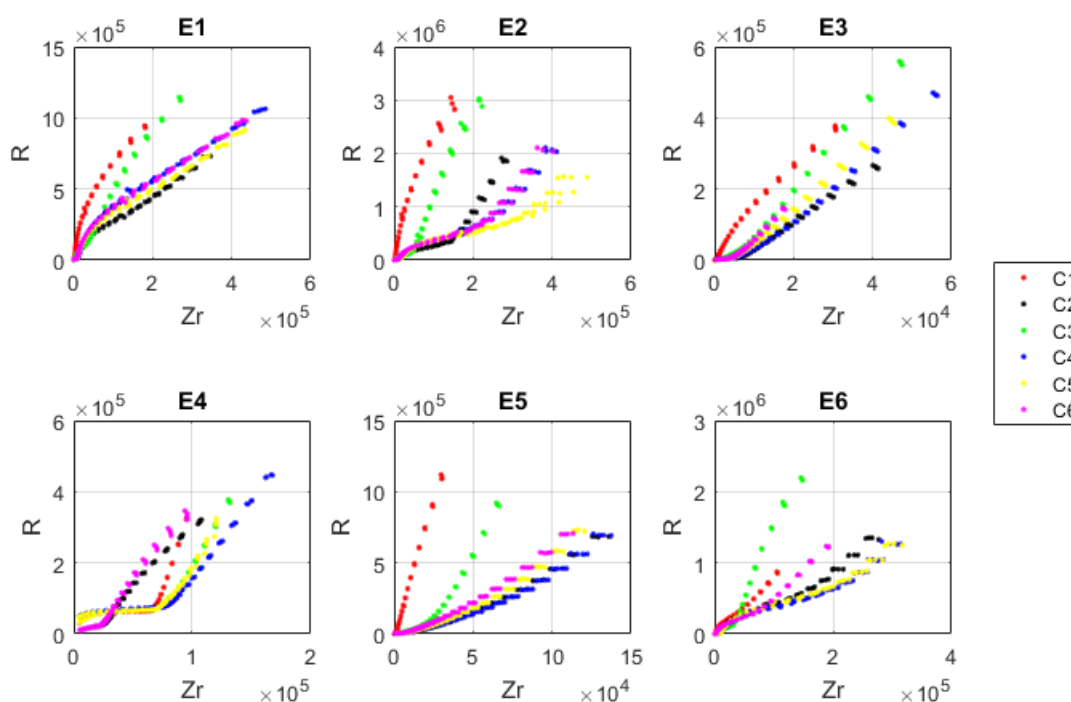 E1 E2 E3
×10^5 ×10^6 ×10^5
15 4 6
10 3 4
5 2 2
0 1 0
0
R R R
0 2 4 6 0 2 4 6 0 2 4 6
Zr ×10^5 Zr ×10^5 Zr ×10^4
C1
C2
C3
C4
C5
C6
E4 E5 E6
×10^5 ×10^5 ×10^6
6 15 3
4 10 2
2 5 1
0 0 0
R R R
0 1 2 0 5 10 15 0 2 4
Zr ×10^5 Zr ×10^4 Zr ×10^5